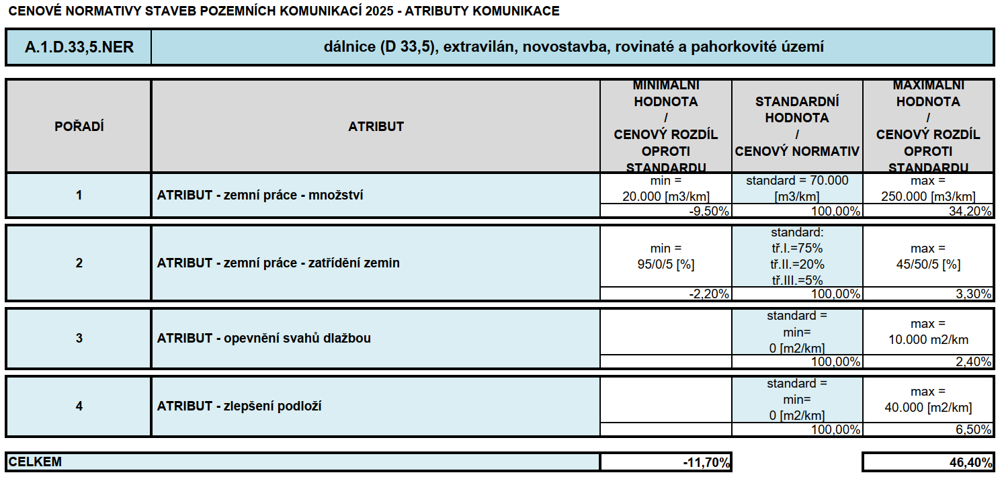 CENOVÉ NORMATIVY STAVEB POZEMNÍCH KOMUNIKACÍ 2025 - ATRIBUTY KOMUNIKACE
A.1.D.33,5.NER
dálnice (D 33,5), extravilán, novostavba, rovinaté a pahorkovité území
POŘADÍ
ATRIBUT
MINIMÁLNÍ
HODNOTA
/
CENOVÝ ROZDÍL
OPROTI
STANDARDU
STANDARDNÍ
HODNOTA
/
CENOVÝ NORMATIV
MAXIMÁLNÍ
HODNOTA
/
CENOVÝ ROZDÍL
OPROTI
STANDARDU
1
ATRIBUT - zemní práce - množství
min =
20.000 [m3/km]
standard = 70.000
[m3/km]
max =
250.000 [m3/km]
-9,50%
100,00%
34,20%
2
ATRIBUT - zemní práce - zatřídění zemin
min =
95/0/5 [%]
standard:
tř.I.=75%
tř.II.=20%
tř.III.=5%
max =
45/50/5 [%]
-2,20%
100,00%
3,30%
3
ATRIBUT - opevnění svahů dlažbou
standard =
min=
0 [m2/km]
max =
10.000 m2/km
100,00%
2,40%
4
ATRIBUT - zlepšení podloží
standard =
min=
0 [m2/km]
max =
40.000 [m2/km]
100,00%
6,50%
CELKEM
-11,70%
46,40%